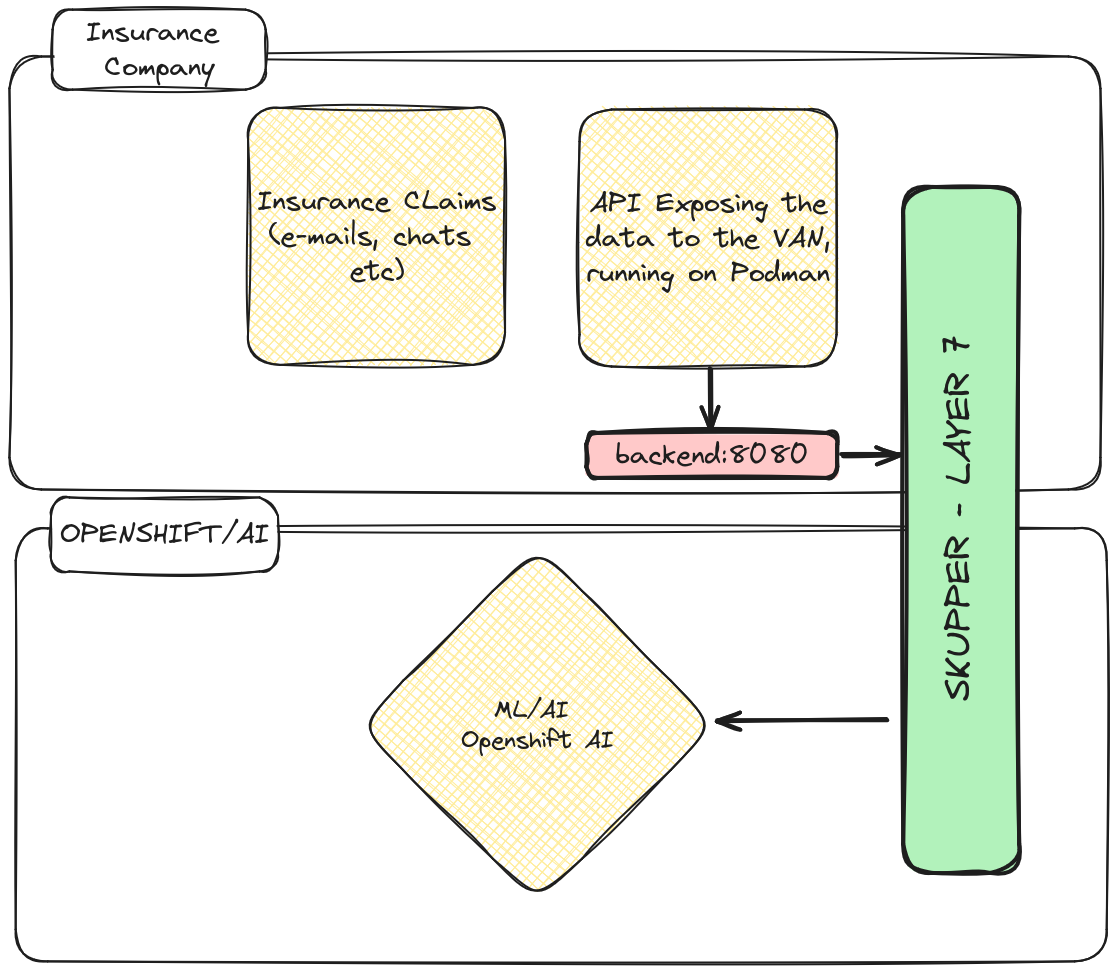 Insurance
Company
Insurance CLaims
(e-mails, chats
etc)
API Exposing the
data to the VAN,
running on Podman
backend:8080
SKUPPER - LAYER 7
OPENSHIFT/AI
ML/AI
Openshift AI